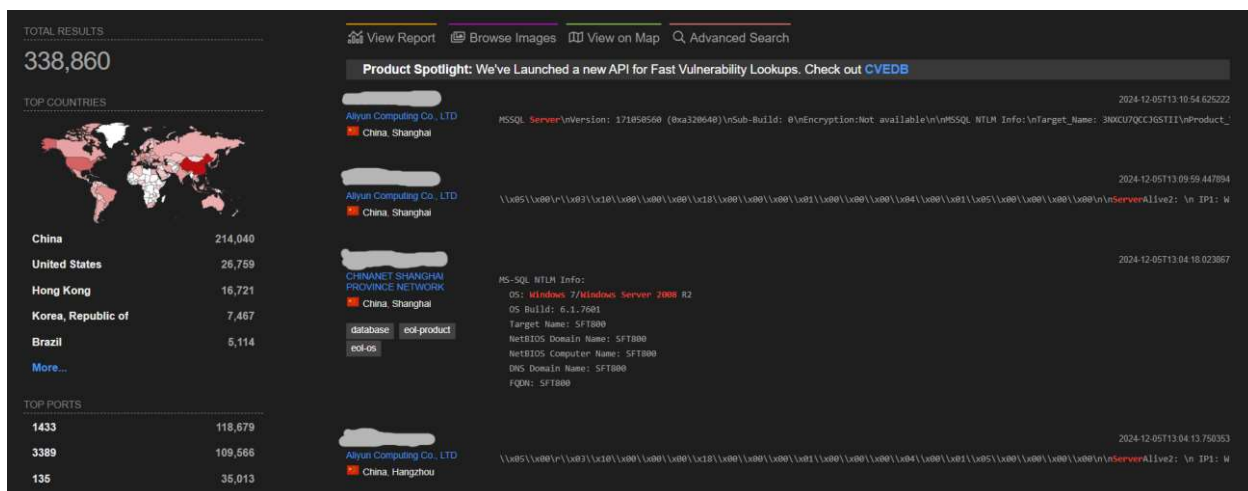 TOTAL RESULTS
338,860
TOP COUNTRIES
China 214,040
United States 26,759
Hong Kong 16,721
Korea, Republic of 7,467
Brazil 5,114
More...
TOP PORTS
1433 118,679
3389 109,566
135 35,013
View Report Browse Images View on Map Advanced Search
Product Spotlight: We've Launched a new API for Fast Vulnerability Lookups. Check out CVEDB
2024-12-05T13:10:54.625222
Aliyun Computing Co., LTD
China, Shanghai
MSSQL Server\nVersion: 171050560 (0xa320640)\nSub-Build: 0\nEncryption:Not available\n\nMSSQL NTLM Info:\nTarget_Name: 3NXCU7QCCJGSTII\nProduct_
2024-12-05T13:09:59.447894
Aliyun Computing Co., LTD
China, Shanghai
\\x05\\x00\r\\x03\\x10\\x00\\x00\\x00\\x18\\x00\\x00\\x00\\x01\\x00\\x00\\x00\\x04\\x00\\x01\\x05\\x00\\x00\\x00\\x00\n\nServerAlive2: \n IP1: W
2024-12-05T13:04:18.023867
CHINANET SHANGHAI
PROVINCE NETWORK
China, Shanghai
database eol-product
eol-os
MS-SQL NTLM Info:
OS: Windows 7/Windows Server 2008 R2
OS Build: 6.1.7601
Target Name: SFT800
NetBIOS Domain Name: SFT800
NetBIOS Computer Name: SFT800
DNS Domain Name: SFT800
FQDN: SFT800
2024-12-05T13:04:13.750353
Aliyun Computing Co., LTD
China, Hangzhou
\\x05\\x00\r\\x03\\x10\\x00\\x00\\x00\\x18\\x00\\x00\\x00\\x01\\x00\\x00\\x00\\x04\\x00\\x01\\x05\\x00\\x00\\x00\\x00\n\nServerAlive2: \n IP1: W